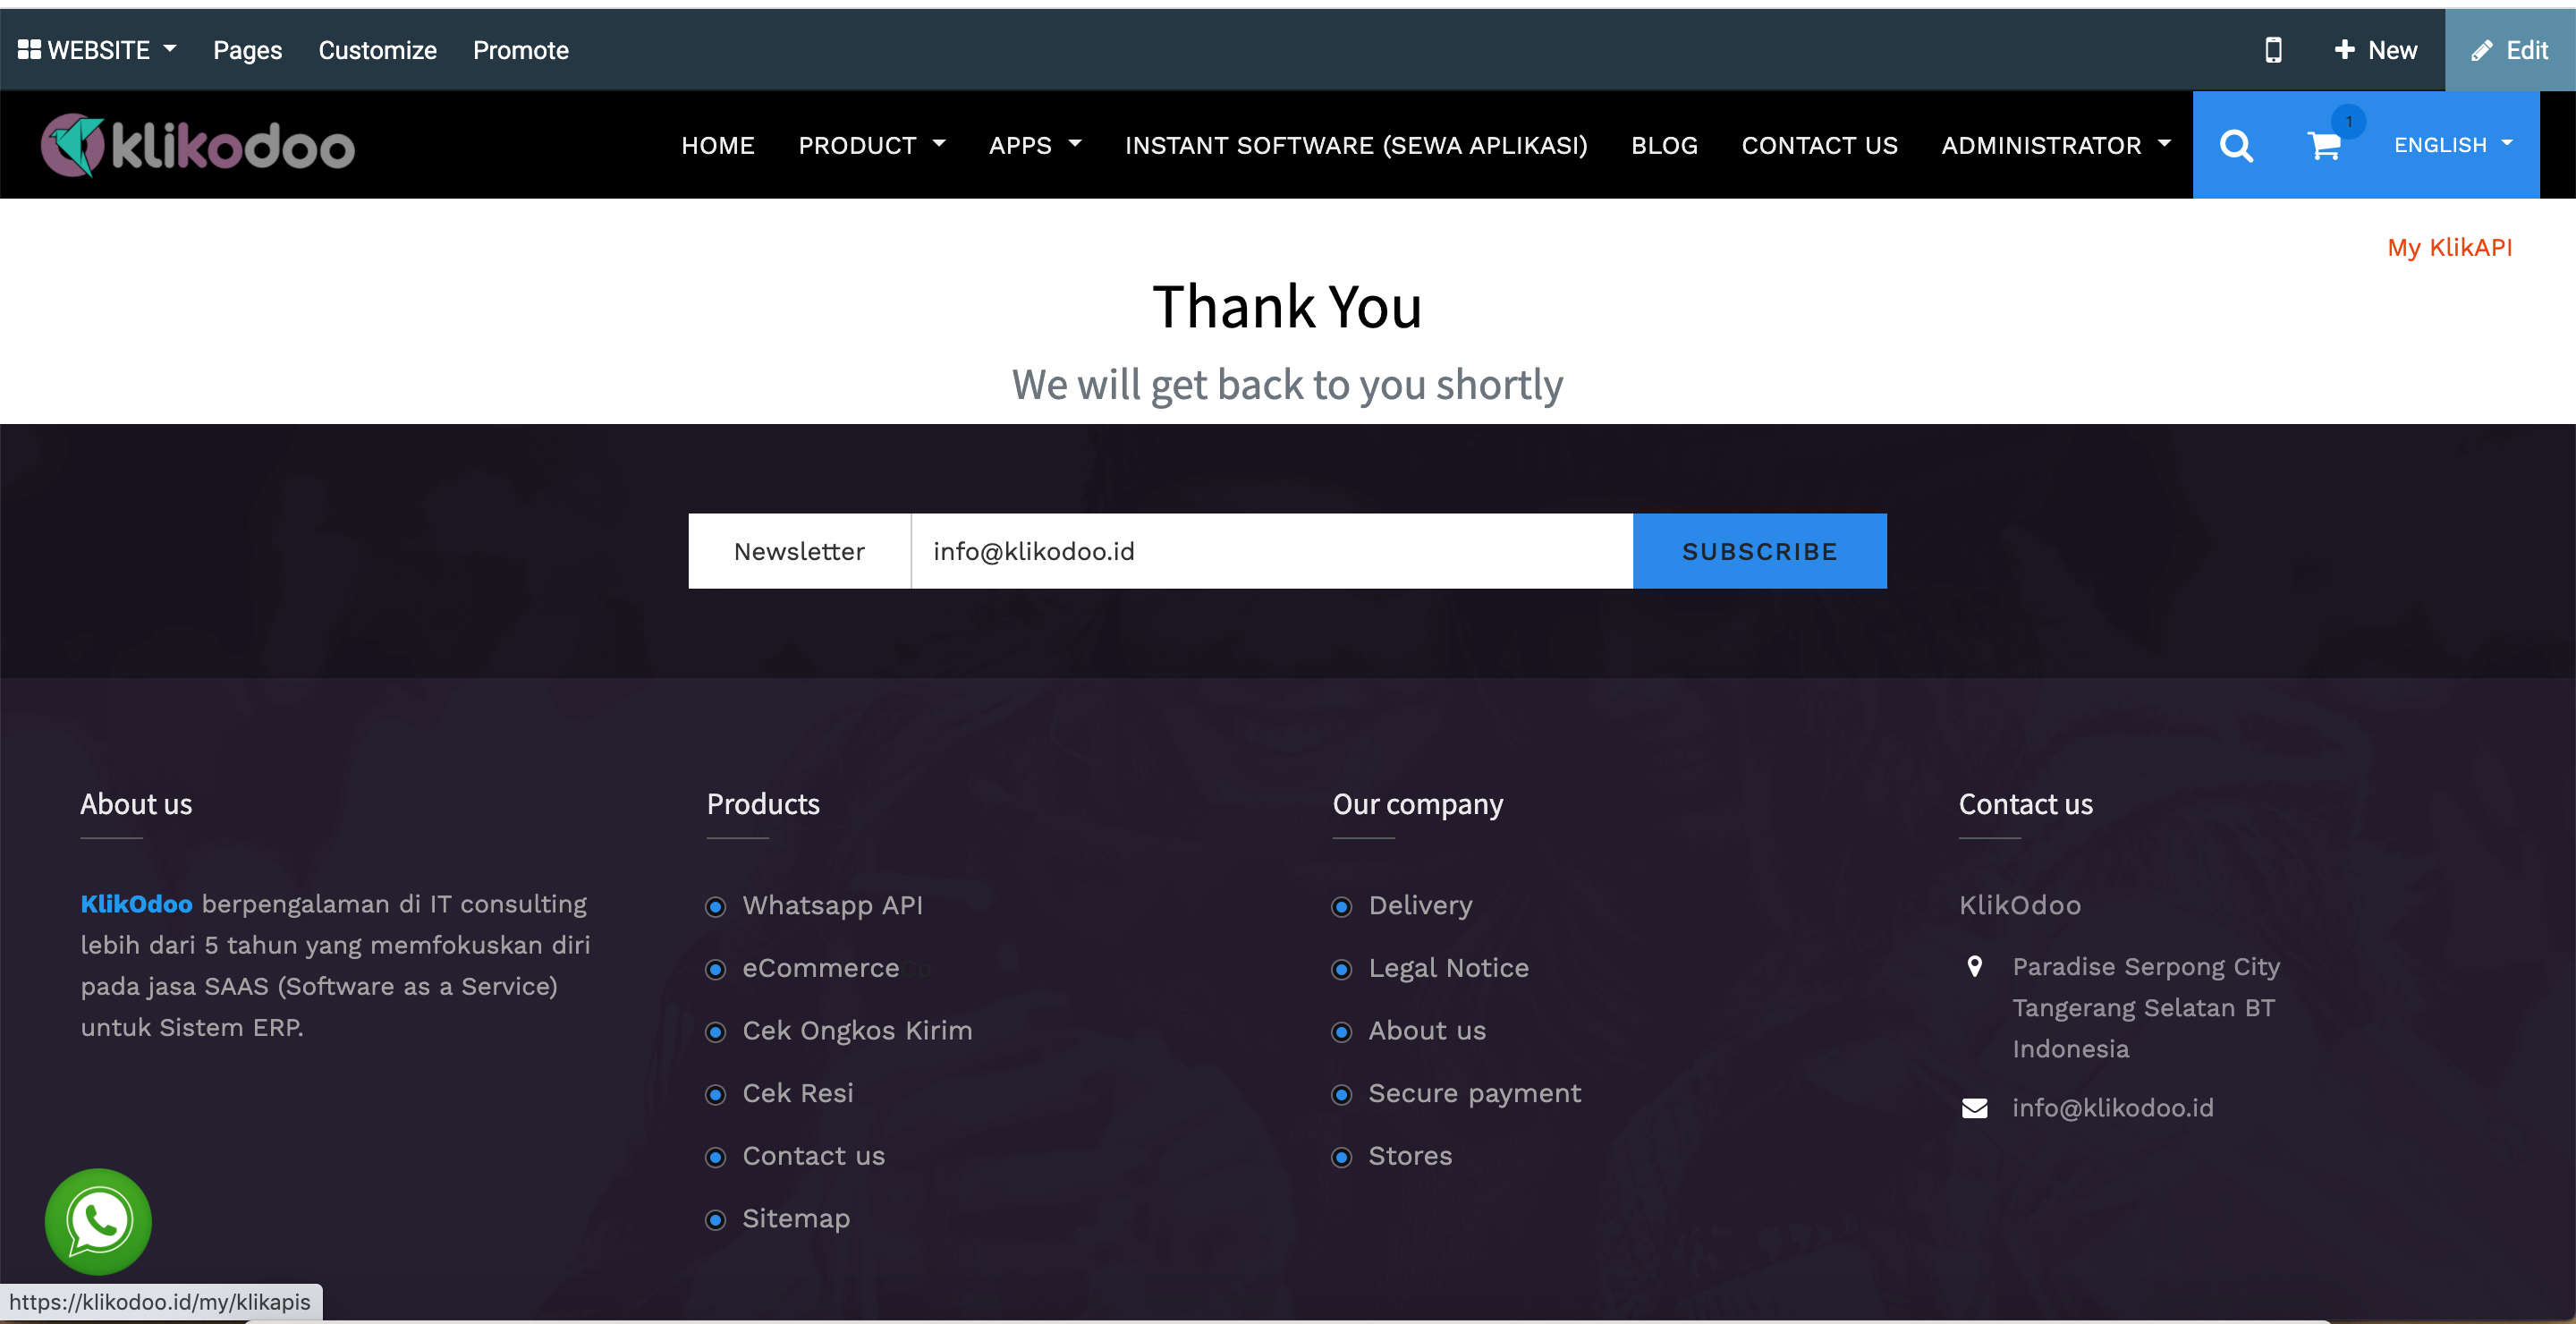 WEBSITE Pages Customize Promote New Edit
klikodoo HOME PRODUCT APPS INSTANT SOFTWARE (SEWA APLIKASI) BLOG CONTACT US ADMINISTRATOR 1 ENGLISH
My KlikAPI
Thank You
We will get back to you shortly
Newsletter info@klikodoo.id SUBSCRIBE
About us
KlikOdoo berpengalaman di IT consulting
lebih dari 5 tahun yang memfokuskan diri
pada jasa SAAS (Software as a Service)
untuk Sistem ERP.
Products
Whatsapp API
eCommerceCo
Cek Ongkos Kirim
Cek Resi
Contact us
Sitemap
Our company
Delivery
Legal Notice
About us
Secure payment
Stores
Contact us
KlikOdoo
Paradise Serpong City
Tangerang Selatan BT
Indonesia
info@klikodoo.id
https://klikodoo.id/my/klikapis